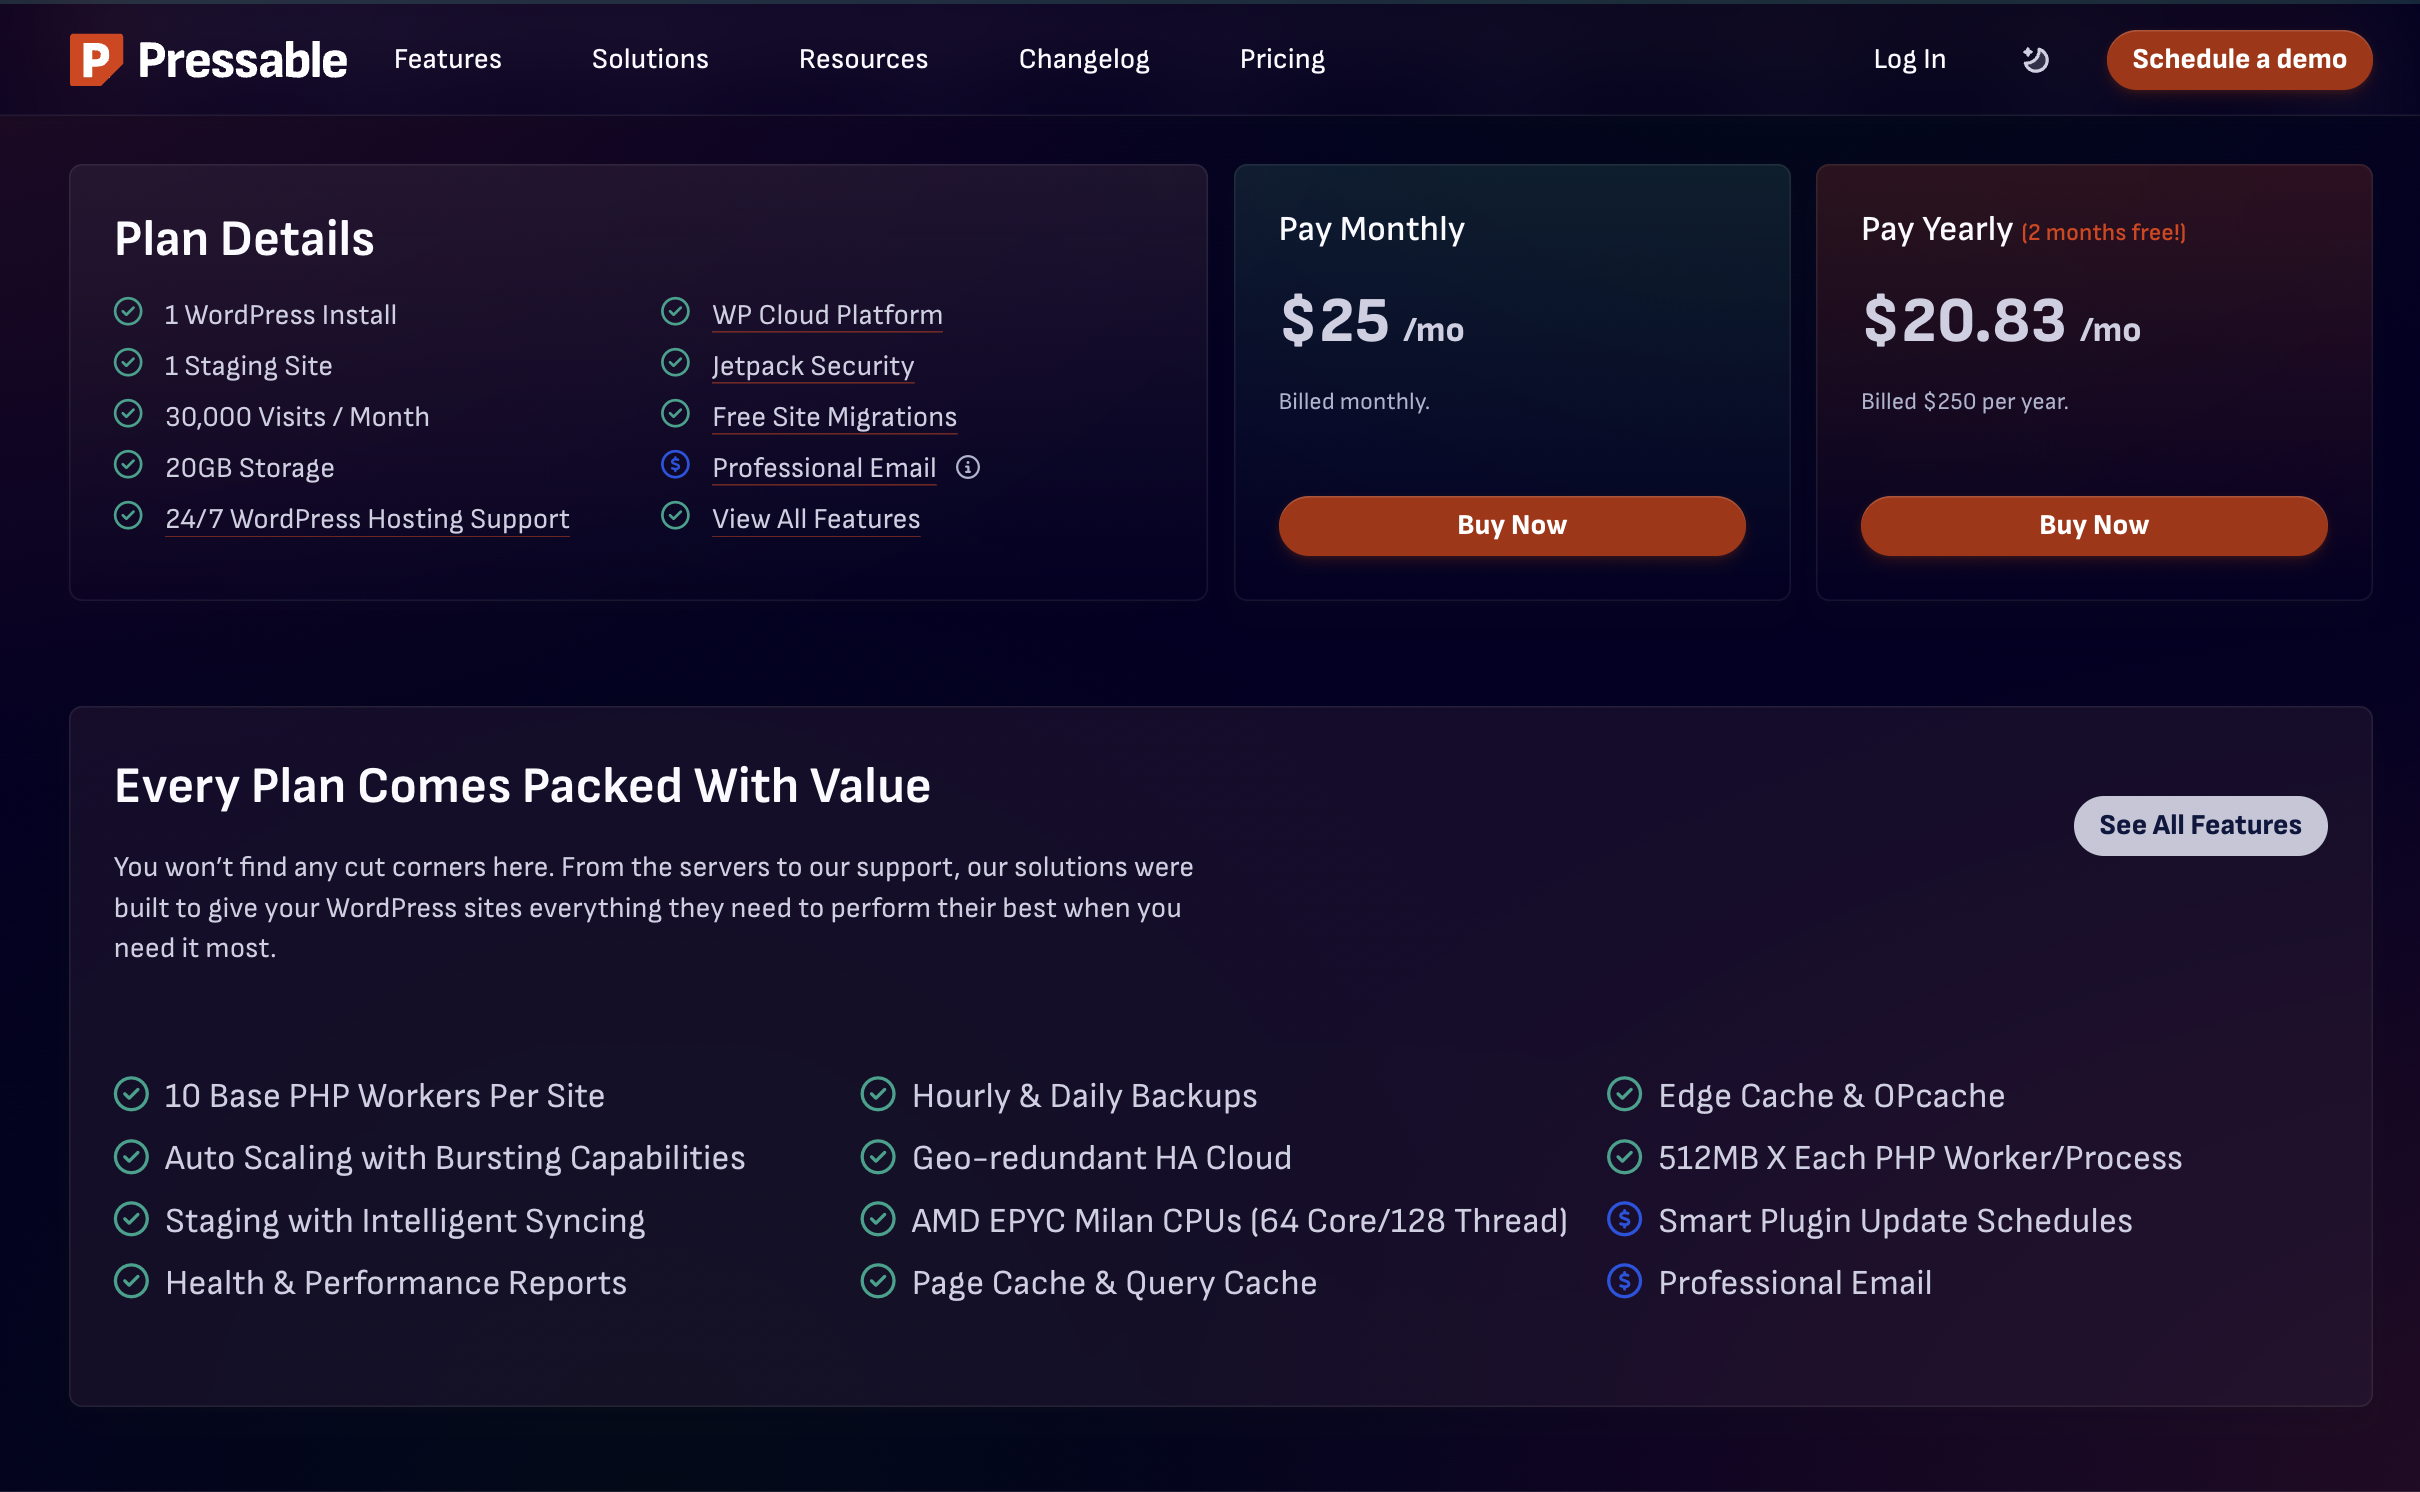 Pressable
Features
Solutions
Resources
Changelog
Pricing
Log In
Schedule a demo
Plan Details
1 WordPress Install
1 Staging Site
30,000 Visits / Month
20GB Storage
24/7 WordPress Hosting Support
WP Cloud Platform
Jetpack Security
Free Site Migrations
Professional Email
View All Features
Pay Monthly
$25 /mo
Billed monthly.
Buy Now
Pay Yearly (2 months free!)
$20.83 /mo
Billed $250 per year.
Buy Now
Every Plan Comes Packed With Value
You won’t find any cut corners here. From the servers to our support, our solutions were
built to give your WordPress sites everything they need to perform their best when you
need it most.
See All Features
10 Base PHP Workers Per Site
Auto Scaling with Bursting Capabilities
Staging with Intelligent Syncing
Health & Performance Reports
Hourly & Daily Backups
Geo-redundant HA Cloud
AMD EPYC Milan CPUs (64 Core/128 Thread)
Page Cache & Query Cache
Edge Cache & OPcache
512MB X Each PHP Worker/Process
Smart Plugin Update Schedules
Professional Email